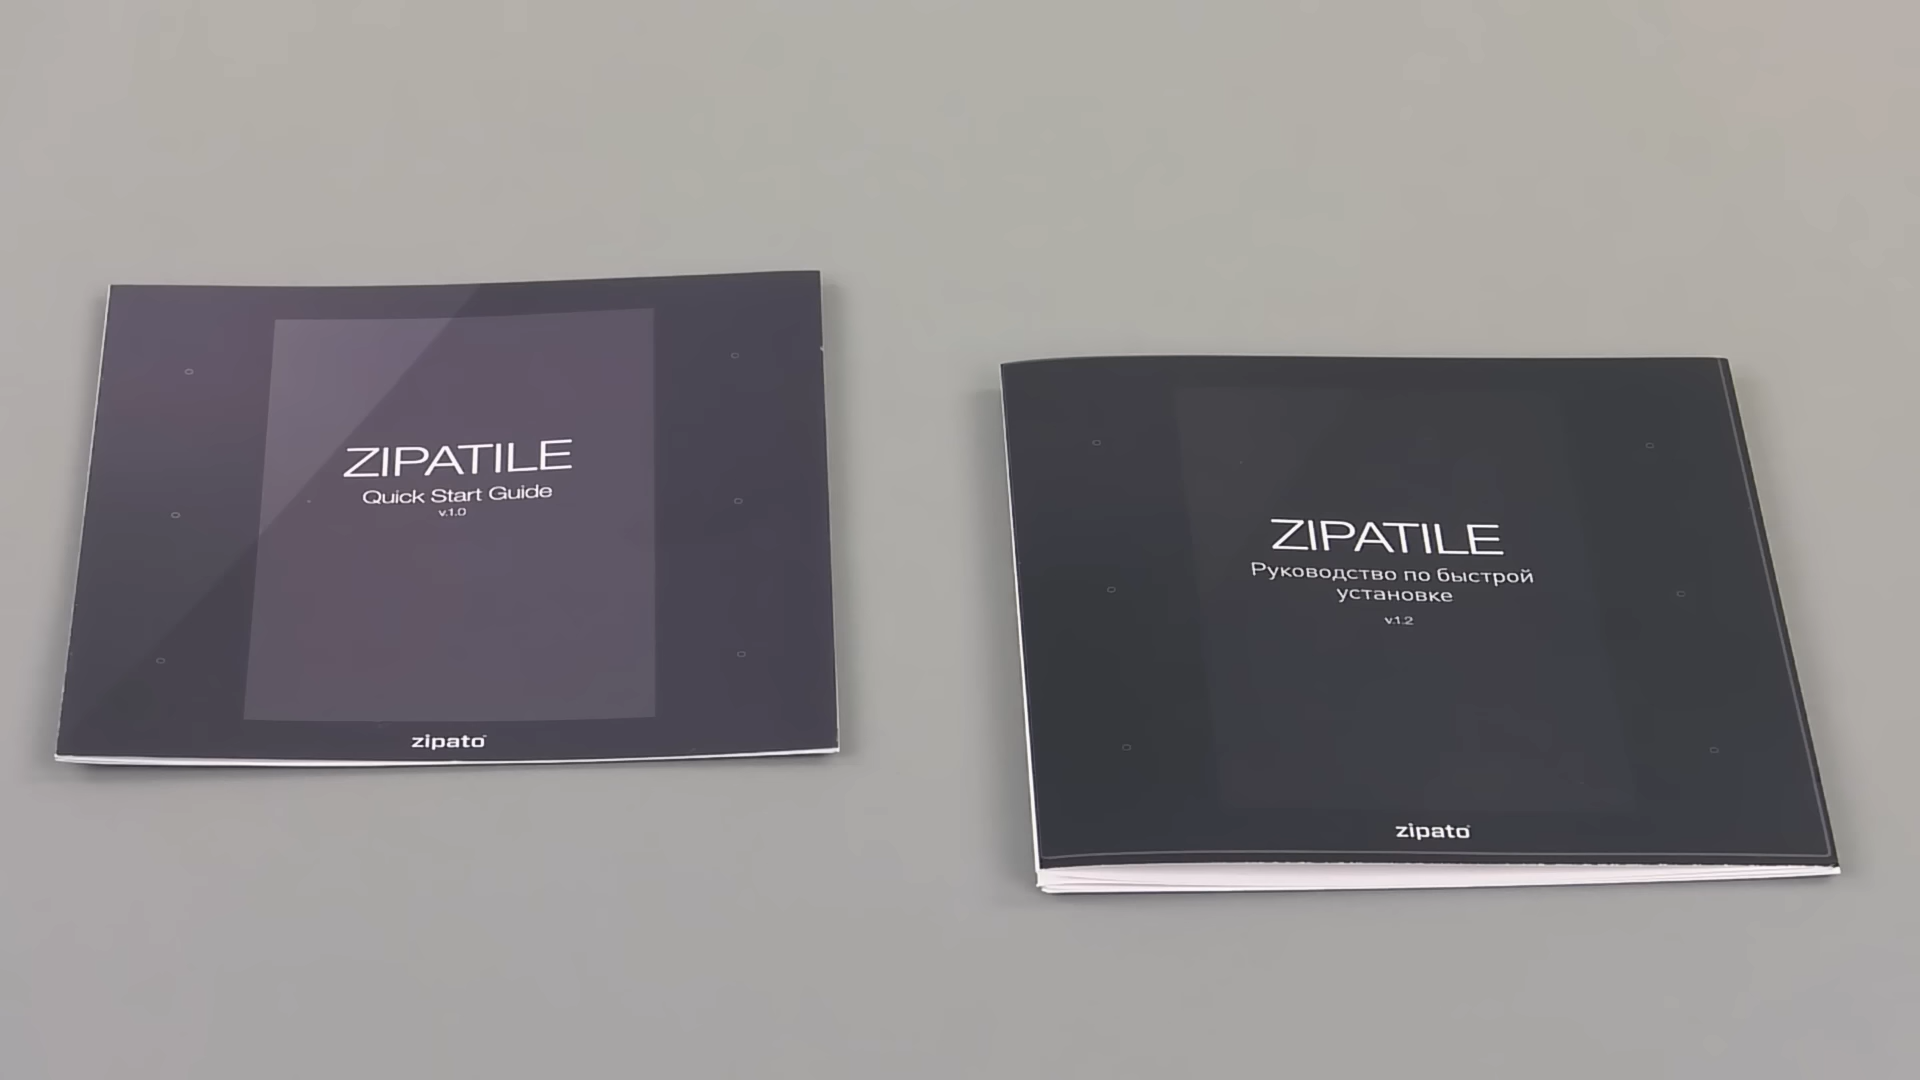 ZIPATILE
Quick Start Guide
v.1.0
zipato
ZIPATILE
Руководство по быстрой
установке
v.1.2
zipato